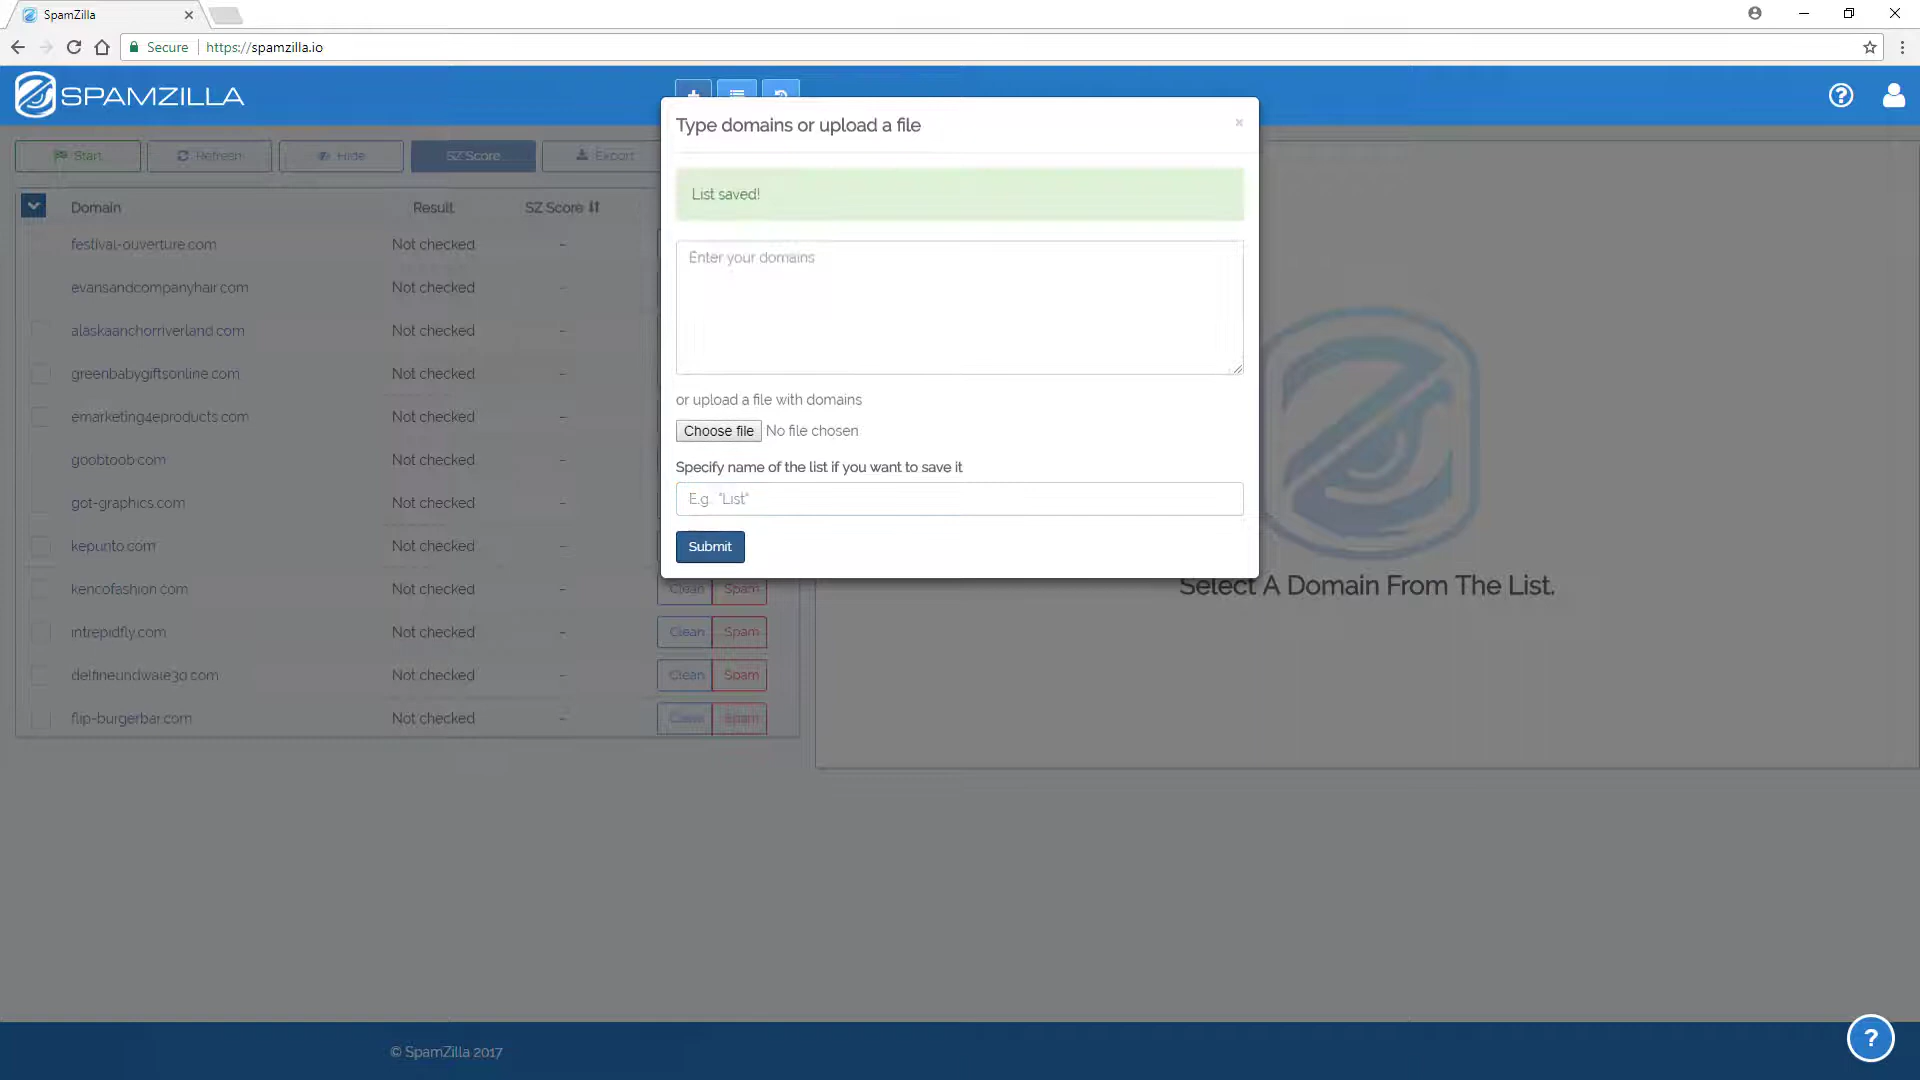 SpamZilla
Secure https://spamzilla.io
SPAMZILLA
Type domains or upload a file
Start Refresh Hide SZ Score Export
List saved!
Domain Result SZ Score
festival-ouverture.com Not checked -
Enter your domains
evansandcompanyhair.com Not checked -
alaskaanchorriverland.com Not checked -
greenbabygiftsonline.com Not checked -
or upload a file with domains
emarketing4eproducts.com Not checked -
Choose file No file chosen
goobtoob.com Not checked -
Specify name of the list if you want to save it
got-graphics.com Not checked -
E.g. "List"
kepunto.com Not checked -
Submit
kencofashion.com Not checked - Clean Spam
Select A Domain From The List.
intrepidfly.com Not checked - Clean Spam
delfineundwale3d.com Not checked - Clean Spam
flip-burgerbar.com Not checked - Clean Spam
© SpamZilla 2017